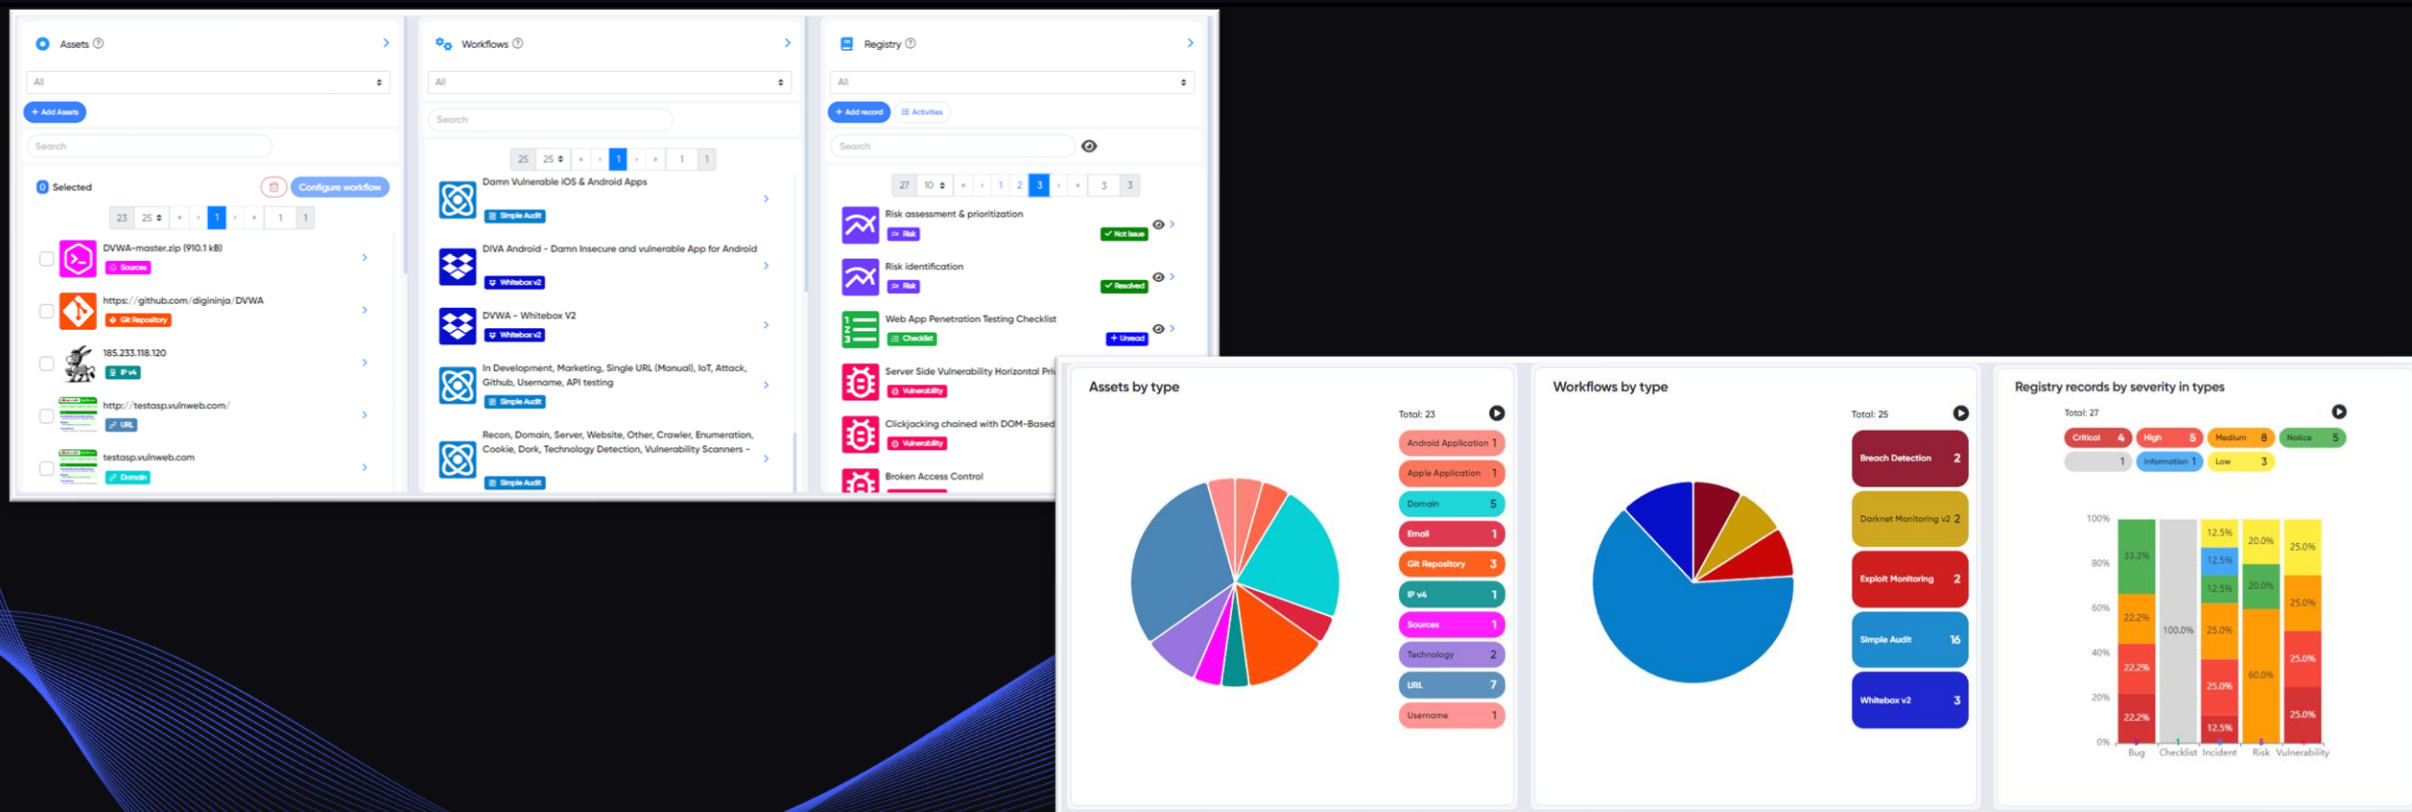 Assets
All
+ Add Assets
Search
0 Selected
Configure workflow
23 25 « ‹ 1 › » 1 1
DVWA-master.zip (910.1 kB)
Sources
https://github.com/digininja/DVWA
Git Repository
185.233.118.120
IP v4
http://testasp.vulnweb.com/
URL
testasp.vulnweb.com
Domain
Workflows
All
Search
25 25 « ‹ 1 › » 1 1
Damn Vulnerable iOS & Android Apps
Simple Audit
DIVA Android - Damn Insecure and vulnerable App for Android
Whitebox v2
DVWA - Whitebox V2
Whitebox v2
In Development, Marketing, Single URL (Manual), IoT, Attack,
Github, Username, API testing
Simple Audit
Recon, Domain, Server, Website, Other, Crawler, Enumeration,
Cookie, Dork, Technology Detection, Vulnerability Scanners -
Simple Audit
Registry
All
+ Add record
Activities
Search
27 10 « ‹ 1 2 3 › » 3 3
Risk assessment & prioritization
Risk
Not Issue
Risk identification
Risk
Resolved
Web App Penetration Testing Checklist
Checklist
+ Unread
Server Side Vulnerability Horizontal
Vulnerability
Clickjacking chained with DOM-Based
Vulnerability
Broken Access Control
Assets by type
Total: 23
Android Application 1
Apple Application 1
Domain 5
Email 1
Git Repository 3
IP v4 1
Sources 1
Technology 2
URL 7
Username 1
Workflows by type
Total: 25
Breach Detection 2
Darknet Monitoring v2 2
Exploit Monitoring 2
Simple Audit 16
Whitebox v2 3
Registry records by severity in types
Total: 27
Critical 4 High 5 Medium 8 Notice 5
1 Information 1 Low 3
100%
80%
60%
40%
20%
0%
33.3%
22.2%
22.2%
22.2%
100.0%
12.5%
12.5%
12.5%
25.0%
25.0%
12.5%
20.0%
20.0%
60.0%
25.0%
25.0%
25.0%
25.0%
Bug Checklist Incident Risk Vulnerability